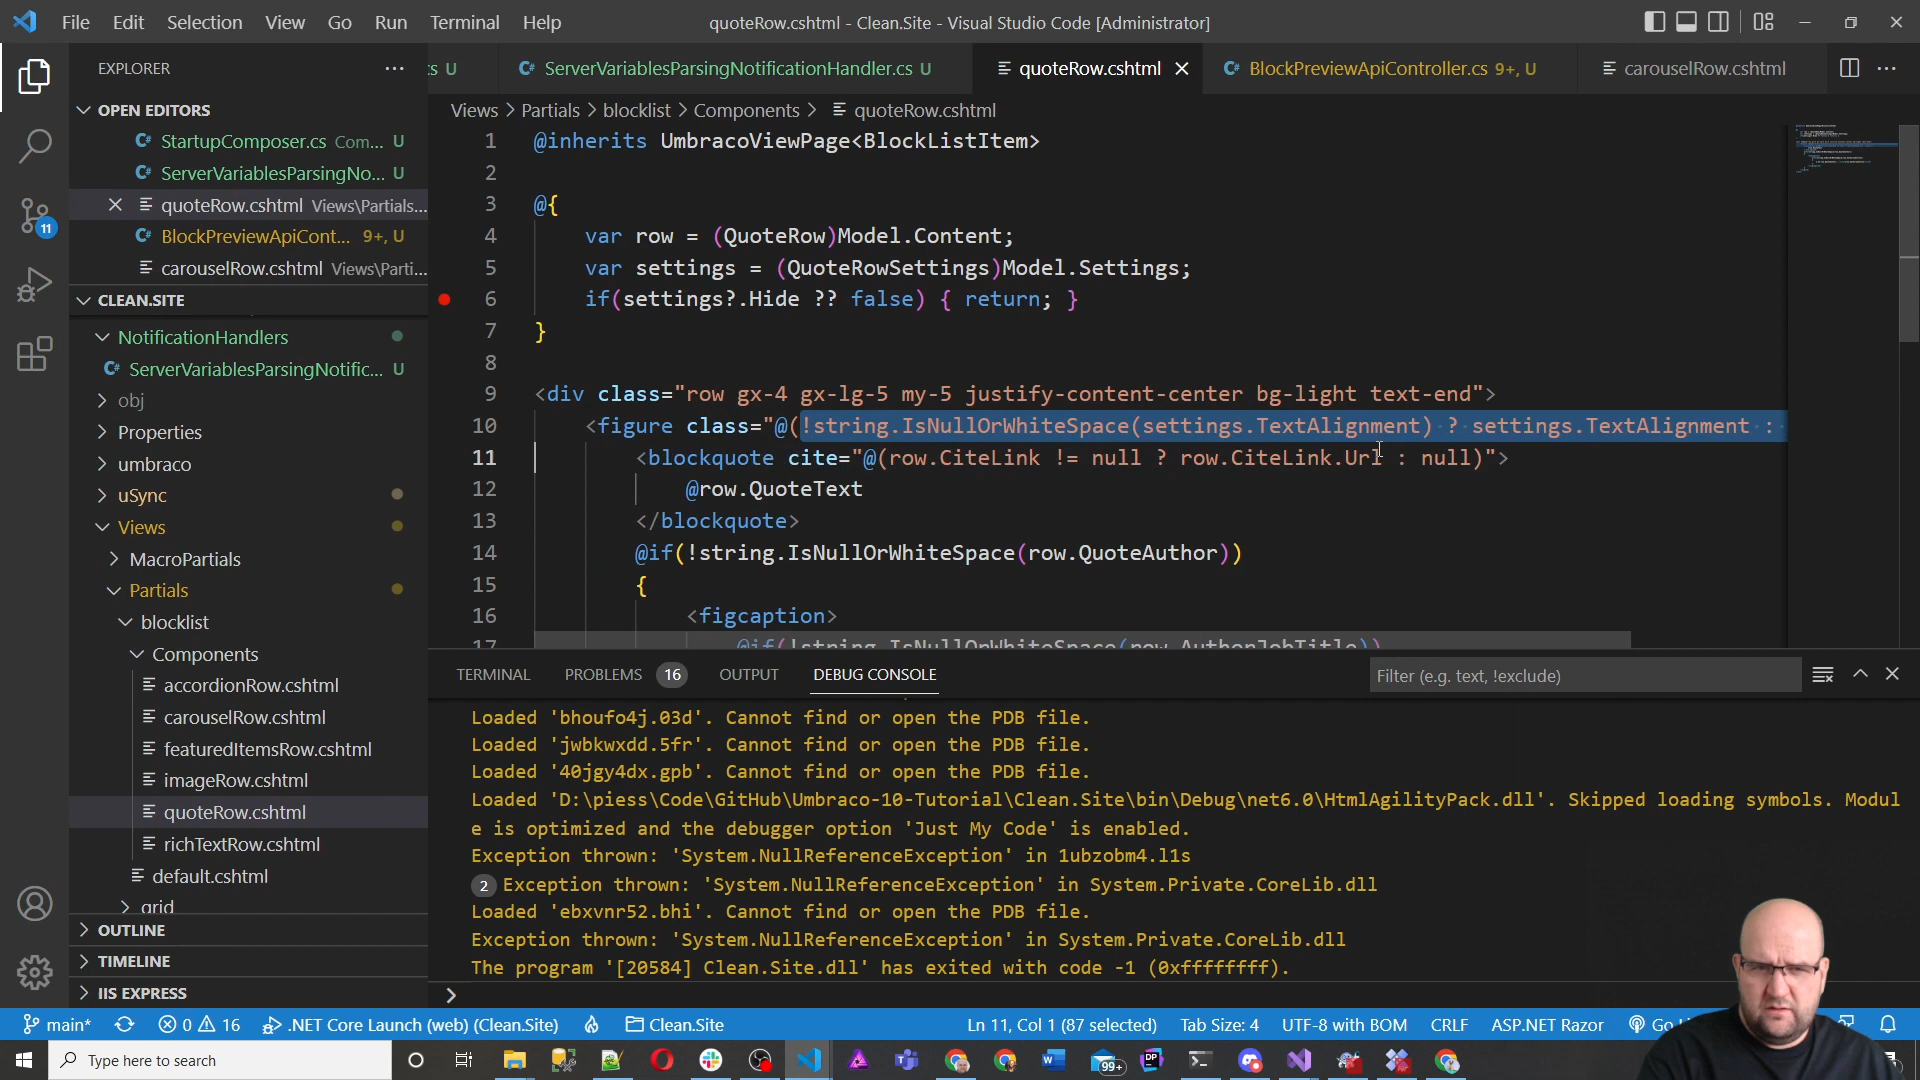 File Edit Selection View Go Run Terminal Help
quoteRow.cshtml - Clean.Site - Visual Studio Code [Administrator]
EXPLORER
OPEN EDITORS
StartupComposer.cs Com... U
ServerVariablesParsingNo... U
quoteRow.cshtml Views\Partials...
BlockPreviewApiCont... 9+, U
carouselRow.cshtml Views\Parti...
CLEAN.SITE
NotificationHandlers
ServerVariablesParsingNotific... U
obj
Properties
umbraco
uSync
Views
MacroPartials
Partials
blocklist
Components
accordionRow.cshtml
carouselRow.cshtml
featuredItemsRow.cshtml
imageRow.cshtml
quoteRow.cshtml
richTextRow.cshtml
default.cshtml
grid
OUTLINE
TIMELINE
IIS EXPRESS
11
cs U
ServerVariablesParsingNotificationHandler.cs U
quoteRow.cshtml
BlockPreviewApiController.cs 9+, U
carouselRow.cshtml
Views > Partials > blocklist > Components > quoteRow.cshtml
1 @inherits UmbracoViewPage<BlockListItem>
2
3 @{
4 var row = (QuoteRow)Model.Content;
5 var settings = (QuoteRowSettings)Model.Settings;
6 if(settings?.Hide ?? false) { return; }
7 }
8
9 <div class="row gx-4 gx-lg-5 my-5 justify-content-center bg-light text-end">
10 <figure class="@(!string.IsNullOrWhiteSpace(settings.TextAlignment) ? settings.TextAlignment :
11 <blockquote cite="@(row.CiteLink != null ? row.CiteLink.Url : null)">
12 @row.QuoteText
13 </blockquote>
14 @if(!string.IsNullOrWhiteSpace(row.QuoteAuthor))
15 {
16 <figcaption>
17 @if(!string.IsNullOrWhiteSpace(row.AuthorJobTitle))
TERMINAL PROBLEMS 16 OUTPUT DEBUG CONSOLE
Filter (e.g. text, !exclude)
Loaded 'bhoufo4j.03d'. Cannot find or open the PDB file.
Loaded 'jwbkwxdd.5fr'. Cannot find or open the PDB file.
Loaded '40jgy4dx.gpb'. Cannot find or open the PDB file.
Loaded 'D:\piess\Code\GitHub\Umbraco-10-Tutorial\Clean.Site\bin\Debug\net6.0\HtmlAgilityPack.dll'. Skipped loading symbols. Modul
e is optimized and the debugger option 'Just My Code' is enabled.
Exception thrown: 'System.NullReferenceException' in 1ubzobm4.l1s
2 Exception thrown: 'System.NullReferenceException' in System.Private.CoreLib.dll
Loaded 'ebxvnr52.bhi'. Cannot find or open the PDB file.
Exception thrown: 'System.NullReferenceException' in System.Private.CoreLib.dll
The program '[20584] Clean.Site.dll' has exited with code -1 (0xffffffff).
main* 0 16 .NET Core Launch (web) (Clean.Site) Clean.Site
Ln 11, Col 1 (87 selected) Tab Size: 4 UTF-8 with BOM CRLF ASP.NET Razor Go
Type here to search
99+